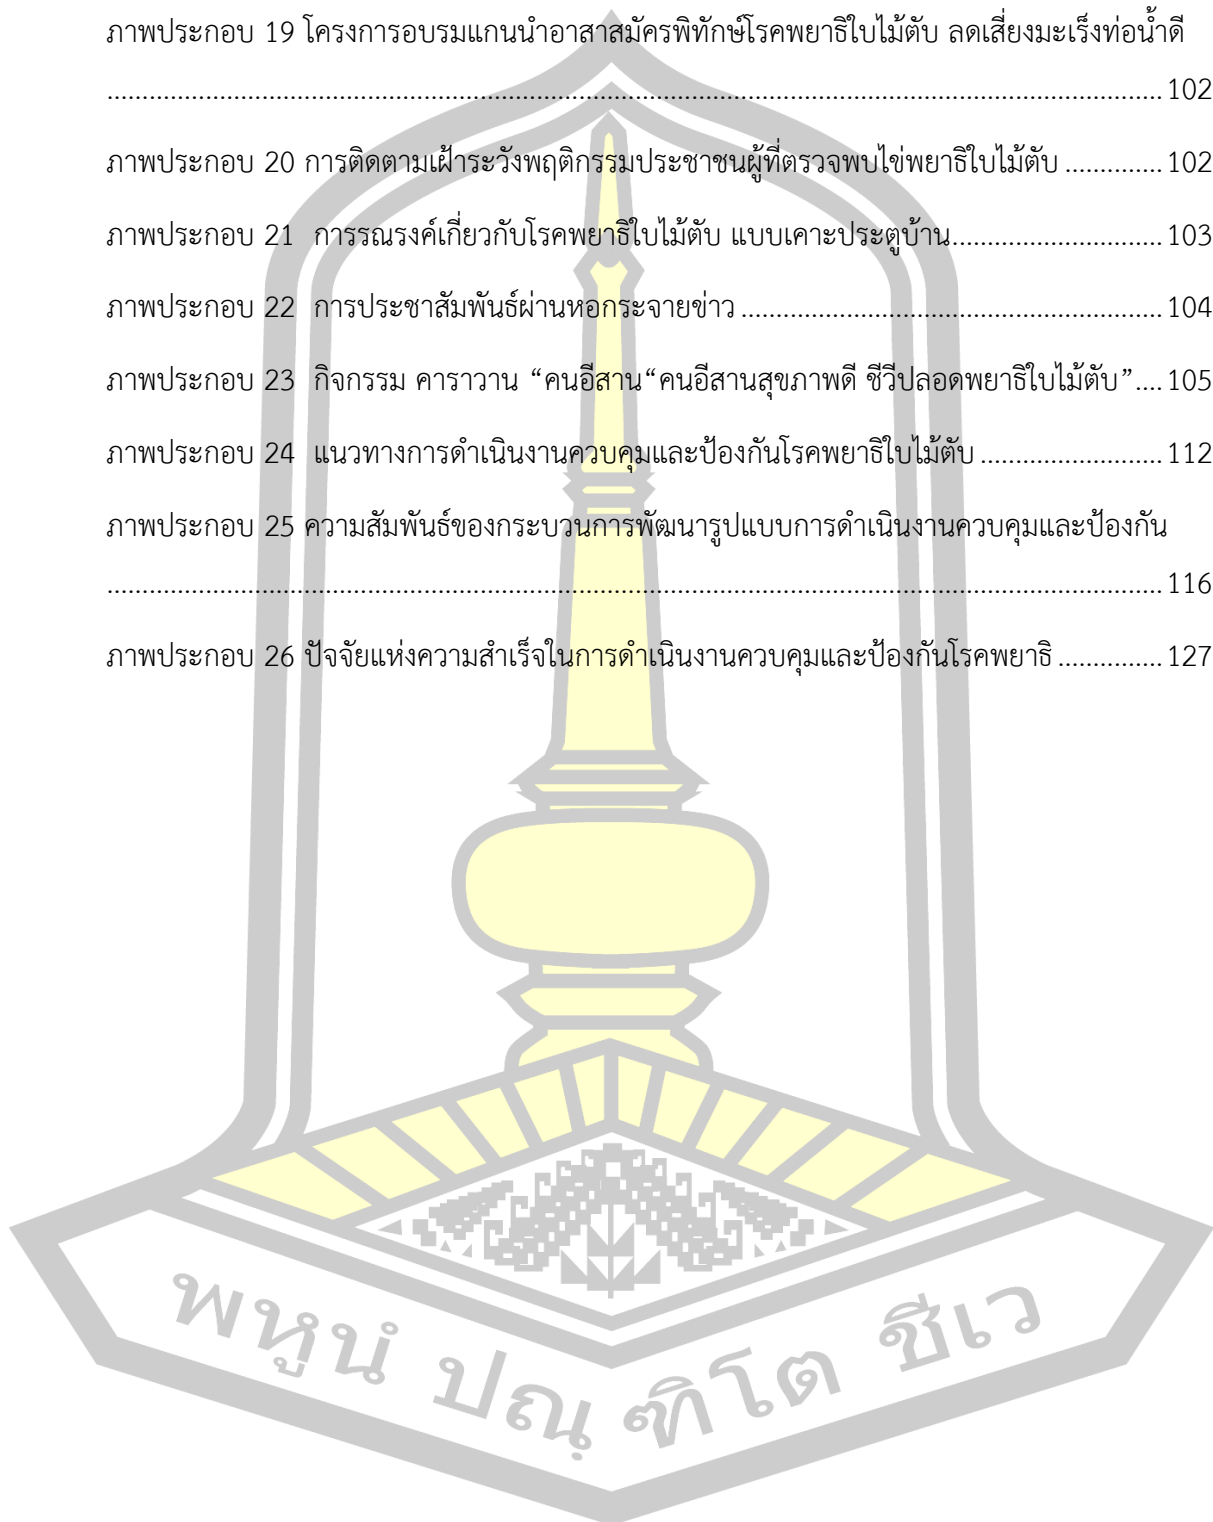 ภาพประกอบ 19 โครงการอบรมแกนนำอาสาสมัครพิทักษ์โรคพยาธิใบไม้ตับ ลดเสี่ยงมะเร็งท่อน้ำดี
........................................................................................................................................................ 102
ภาพประกอบ 20 การติดตามเฝ้าระวังพฤติกรรมประชาชนผู้ที่ตรวจพบไข่พยาธิใบไม้ตับ .............. 102
ภาพประกอบ 21 การรณรงค์เกี่ยวกับโรคพยาธิใบไม้ตับ แบบเคาะประตูบ้าน.............................. 103
ภาพประกอบ 22 การประชาสัมพันธ์ผ่านหอกระจายข่าว ............................................................ 104
ภาพประกอบ 23 กิจกรรม คาราวาน “คนอีสาน“คนอีสานสุขภาพดี ชีวีปลอดพยาธิใบไม้ตับ”.... 105
ภาพประกอบ 24 แนวทางการดำเนินงานควบคุมและป้องกันโรคพยาธิใบไม้ตับ .......................... 112
ภาพประกอบ 25 ความสัมพันธ์ของกระบวนการพัฒนารูปแบบการดำเนินงานควบคุมและป้องกัน
........................................................................................................................................................ 116
ภาพประกอบ 26 ปัจจัยแห่งความสำเร็จในการดำเนินงานควบคุมและป้องกันโรคพยาธิ ............... 127
พหูนํ ปณฺ ฑิโต ชีเว